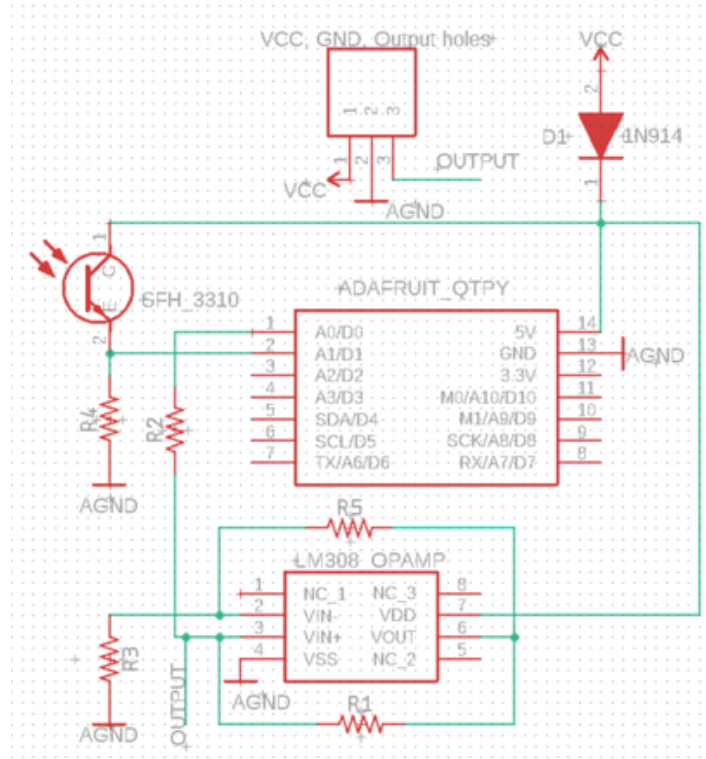 VCC, GND, Output holes
VCC
2
D1
1N914
1
1 2 3
1 2 3
OUTPUT
VCC
AGND
1
C
SFH_3310
E
2
ADAFRUIT_QTPY
1 A0/D0 5V 14
2 A1/D1 GND 13 AGND
3 A2/D2 3.3V 12
4 A3/D3 M0/A10/D10 11
5 SDA/D4 M1/A9/D9 10
6 SCL/D5 SCK/A8/D8 9
7 TX/A6/D6 RX/A7/D7 8
R4
R2
AGND
R5
LM308_OPAMP
1 NC_1 NC_3 8
2 VIN- VDD 7
3 VIN+ VOUT 6
4 VSS NC_2 5
R3
AGND
R1
AGND
OUTPUT